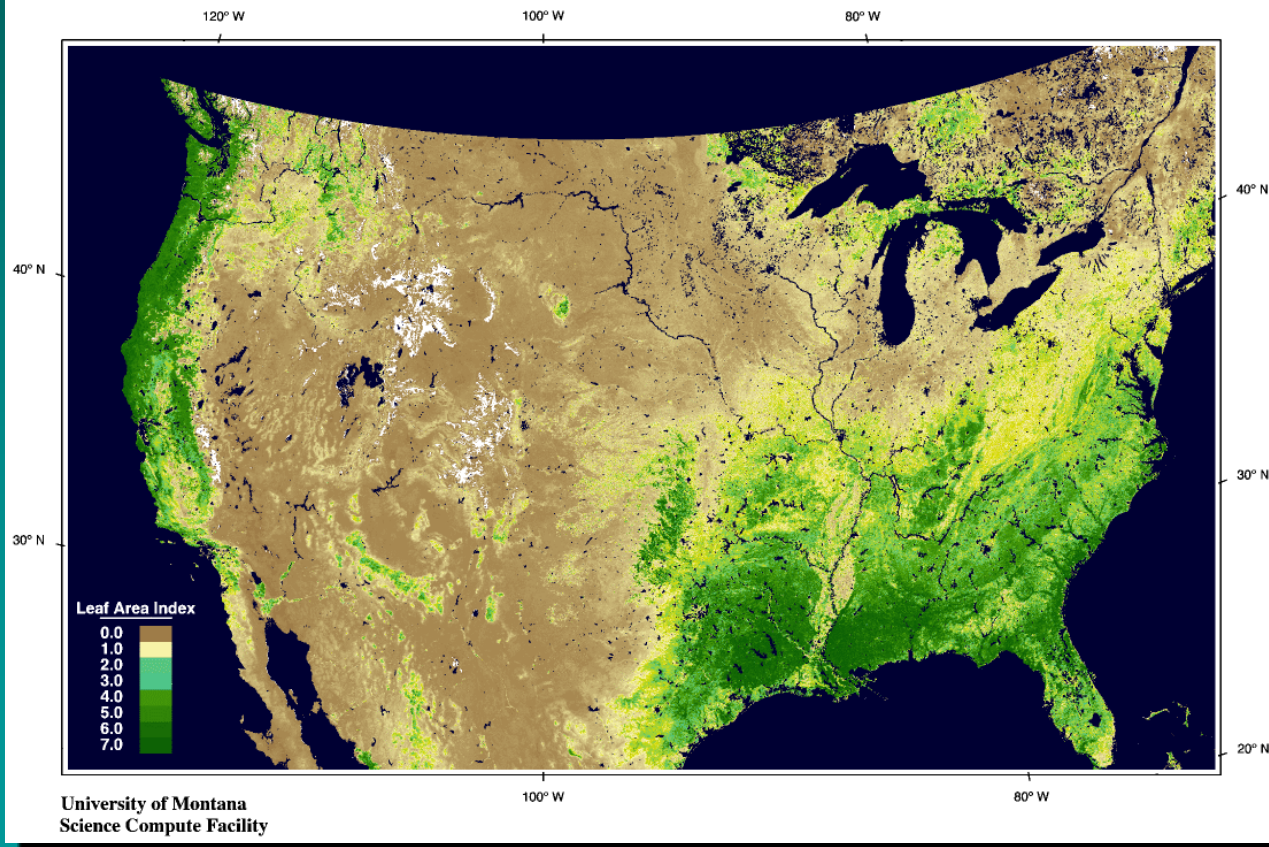 120° W 100° W 80° W
40° N
40° N
30° N
30° N
Leaf Area Index
0.0
1.0
2.0
3.0
4.0
5.0
6.0
7.0
20° N
100° W 80° W
University of Montana
Science Compute Facility